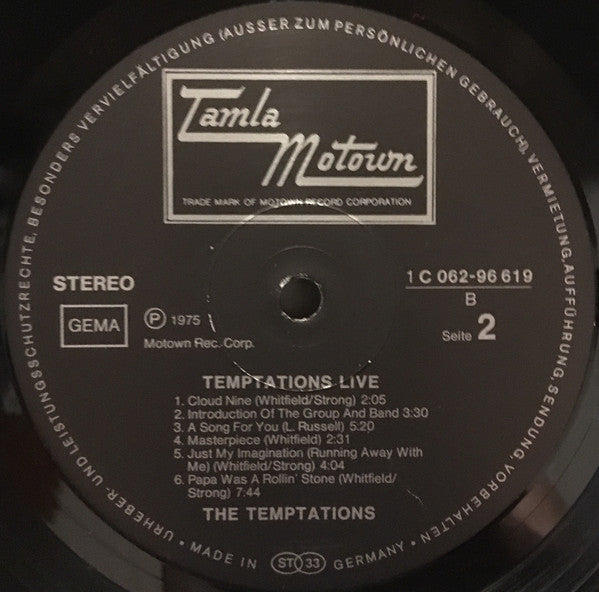 URHEBER- UND LEISTUNGSSCHUTZRECHTE, BESONDERS VERVIELFÄLTIGUNG (AUSSER ZUM PERSÖNLICHEN GEBRAUCH), VERMIETUNG, AUFFÜHRUNG, SENDUNG, VORBEHALTEN •
Tamla
Motown
TRADE MARK OF MOTOWN RECORD CORPORATION
STEREO
GEMA
℗ 1975
Motown Rec. Corp.
1 C 062-96 619
B
Seite 2
TEMPTATIONS LIVE
1. Cloud Nine (Whitfield/Strong) 2:05
2. Introduction Of The Group And Band 3:30
3. A Song For You (L. Russell) 5:20
4. Masterpiece (Whitfield) 2:31
5. Just My Imagination (Running Away With
Me) (Whitfield/Strong) 4:04
6. Papa Was A Rollin' Stone (Whitfield/
Strong) 7:44
THE TEMPTATIONS
• MADE IN ST 33 GERMANY •